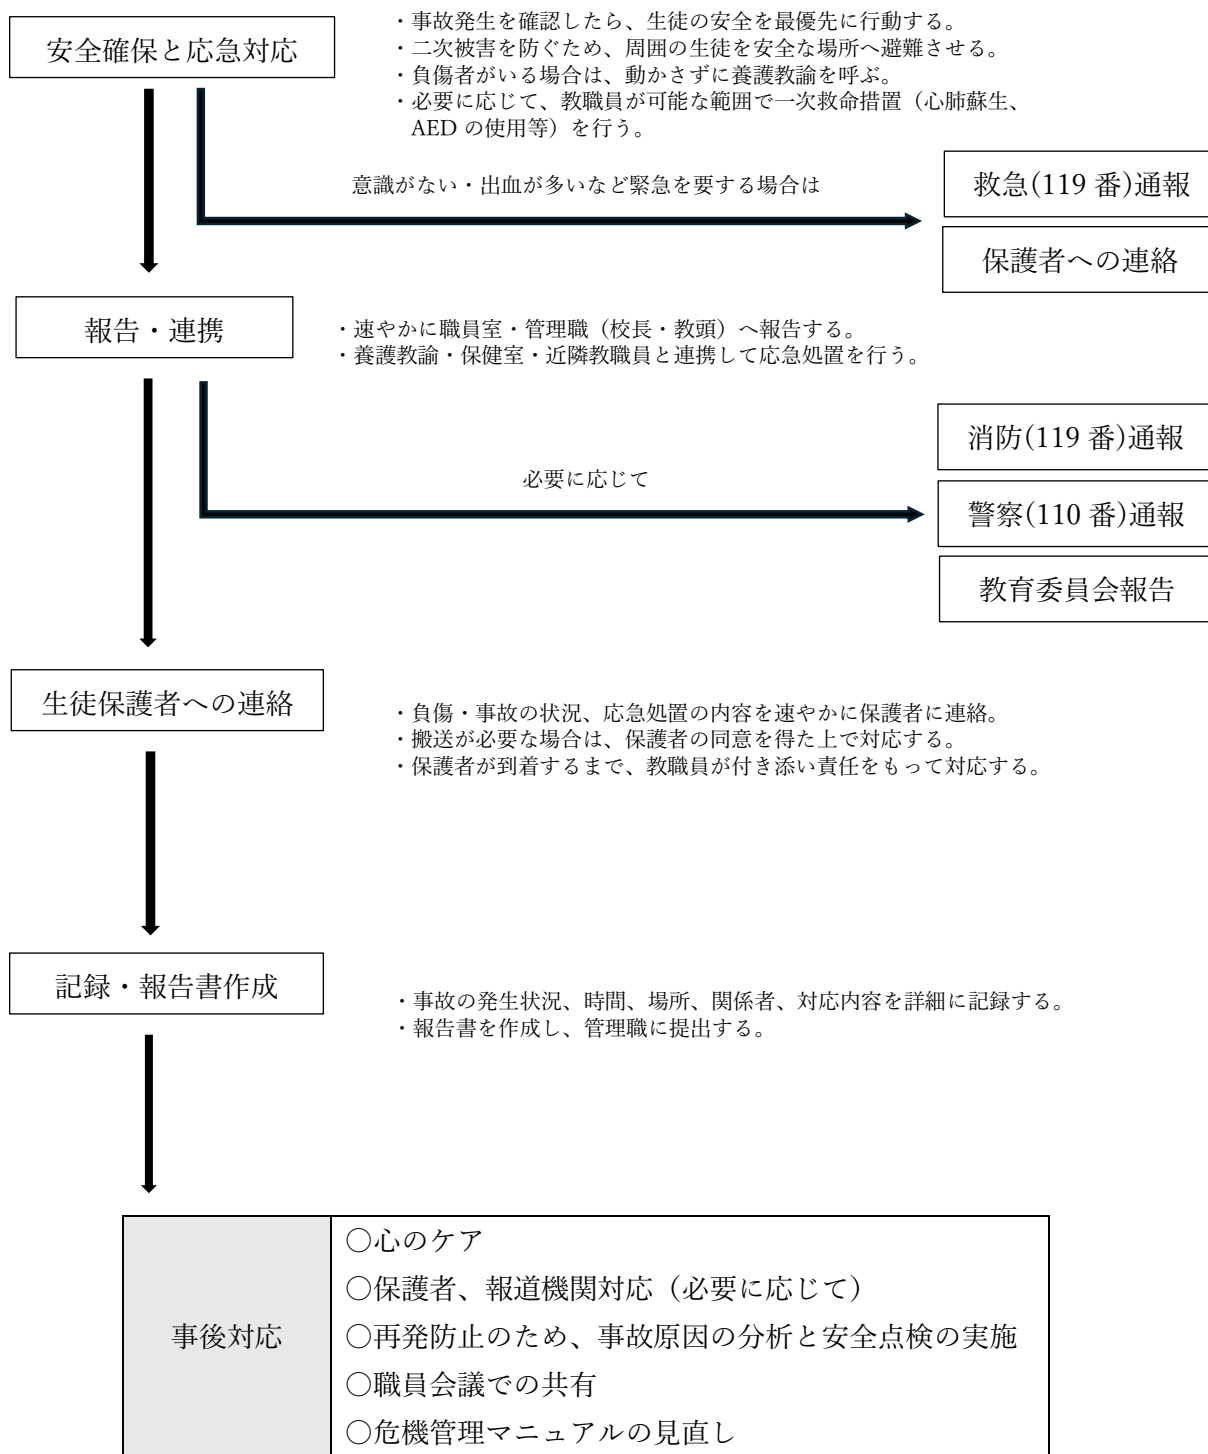 安全確保と応急対応
・事故発生を確認したら、生徒の安全を最優先に行動する。
・二次被害を防ぐため、周囲の生徒を安全な場所へ避難させる。
・負傷者がいる場合は、動かさずに養護教諭を呼ぶ。
・必要に応じて、教職員が可能な範囲で一次救命措置（心肺蘇生、
AED の使用等）を行う。
意識がない・出血が多いなど緊急を要する場合は
救急(119 番)通報
保護者への連絡
報告・連携
・速やかに職員室・管理職（校長・教頭）へ報告する。
・養護教諭・保健室・近隣教職員と連携して応急処置を行う。
必要に応じて
消防(119 番)通報
警察(110 番)通報
教育委員会報告
生徒保護者への連絡
・負傷・事故の状況、応急処置の内容を速やかに保護者に連絡。
・搬送が必要な場合は、保護者の同意を得た上で対応する。
・保護者が到着するまで、教職員が付き添い責任をもって対応する。
記録・報告書作成
・事故の発生状況、時間、場所、関係者、対応内容を詳細に記録する。
・報告書を作成し、管理職に提出する。
事後対応
○心のケア
○保護者、報道機関対応（必要に応じて）
○再発防止のため、事故原因の分析と安全点検の実施
○職員会議での共有
○危機管理マニュアルの見直し